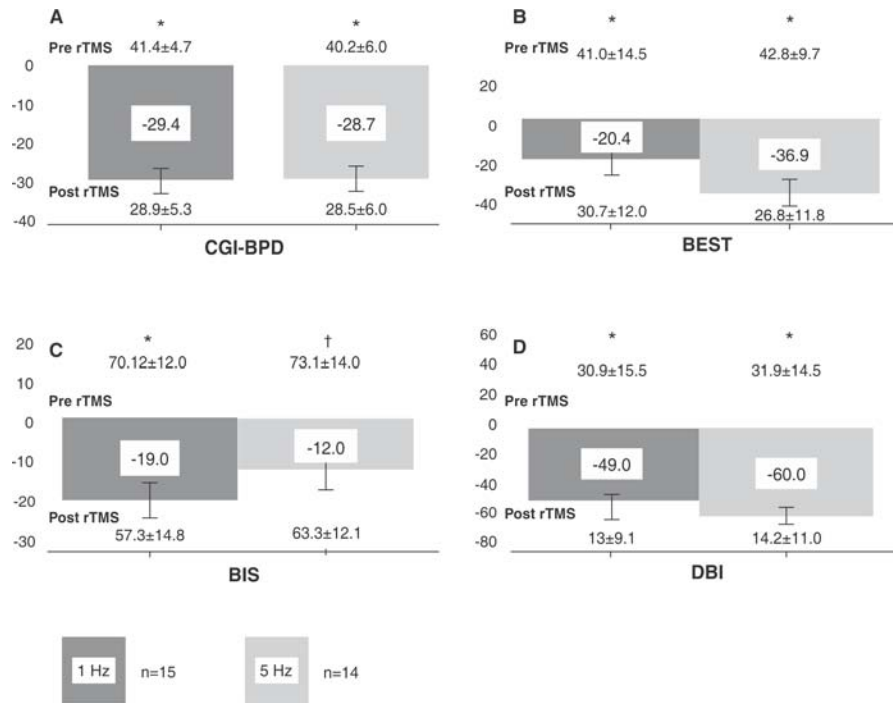 A
* *
Pre rTMS 41.4±4.7 40.2±6.0
0
-10
-20
-30
-40
-29.4 -28.7
Post rTMS 28.9±5.3 28.5±6.0
CGI-BPD
B
* *
Pre rTMS 41.0±14.5 42.8±9.7
20
0
-20
-40
-20.4
-36.9
Post rTMS 30.7±12.0 26.8±11.8
BEST
C
* †
70.12±12.0 73.1±14.0
20
10
0
-10
-20
-30
Pre rTMS
-19.0 -12.0
Post rTMS 57.3±14.8 63.3±12.1
BIS
D
* *
30.9±15.5 31.9±14.5
60
40
20
0
-20
-40
-60
-80
Pre rTMS
-49.0 -60.0
Post rTMS 13±9.1 14.2±11.0
DBI
1 Hz n=15 5 Hz n=14